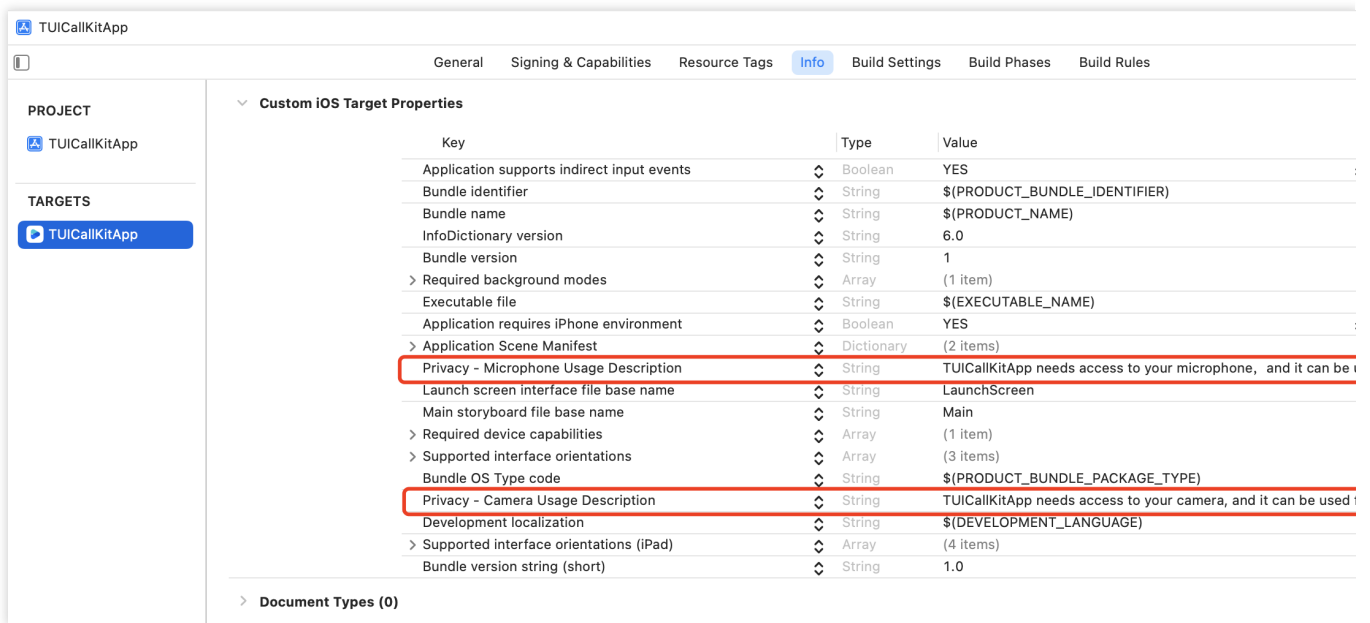 TUICallKitApp
General Signing & Capabilities Resource Tags Info Build Settings Build Phases Build Rules
PROJECT
TUICallKitApp
TARGETS
TUICallKitApp
Custom iOS Target Properties
Key Type Value
Application supports indirect input events Boolean YES
Bundle identifier String $(PRODUCT_BUNDLE_IDENTIFIER)
Bundle name String $(PRODUCT_NAME)
InfoDictionary version String 6.0
Bundle version String 1
Required background modes Array (1 item)
Executable file String $(EXECUTABLE_NAME)
Application requires iPhone environment Boolean YES
Application Scene Manifest Dictionary (2 items)
Privacy - Microphone Usage Description String TUICallKitApp needs access to your microphone, and it can be
Launch screen interface file base name String LaunchScreen
Main storyboard file base name String Main
Required device capabilities Array (1 item)
Supported interface orientations Array (3 items)
Bundle OS Type code String $(PRODUCT_BUNDLE_PACKAGE_TYPE)
Privacy - Camera Usage Description String TUICallKitApp needs access to your camera, and it can be used
Development localization String $(DEVELOPMENT_LANGUAGE)
Supported interface orientations (iPad) Array (4 items)
Bundle version string (short) String 1.0
Document Types (0)